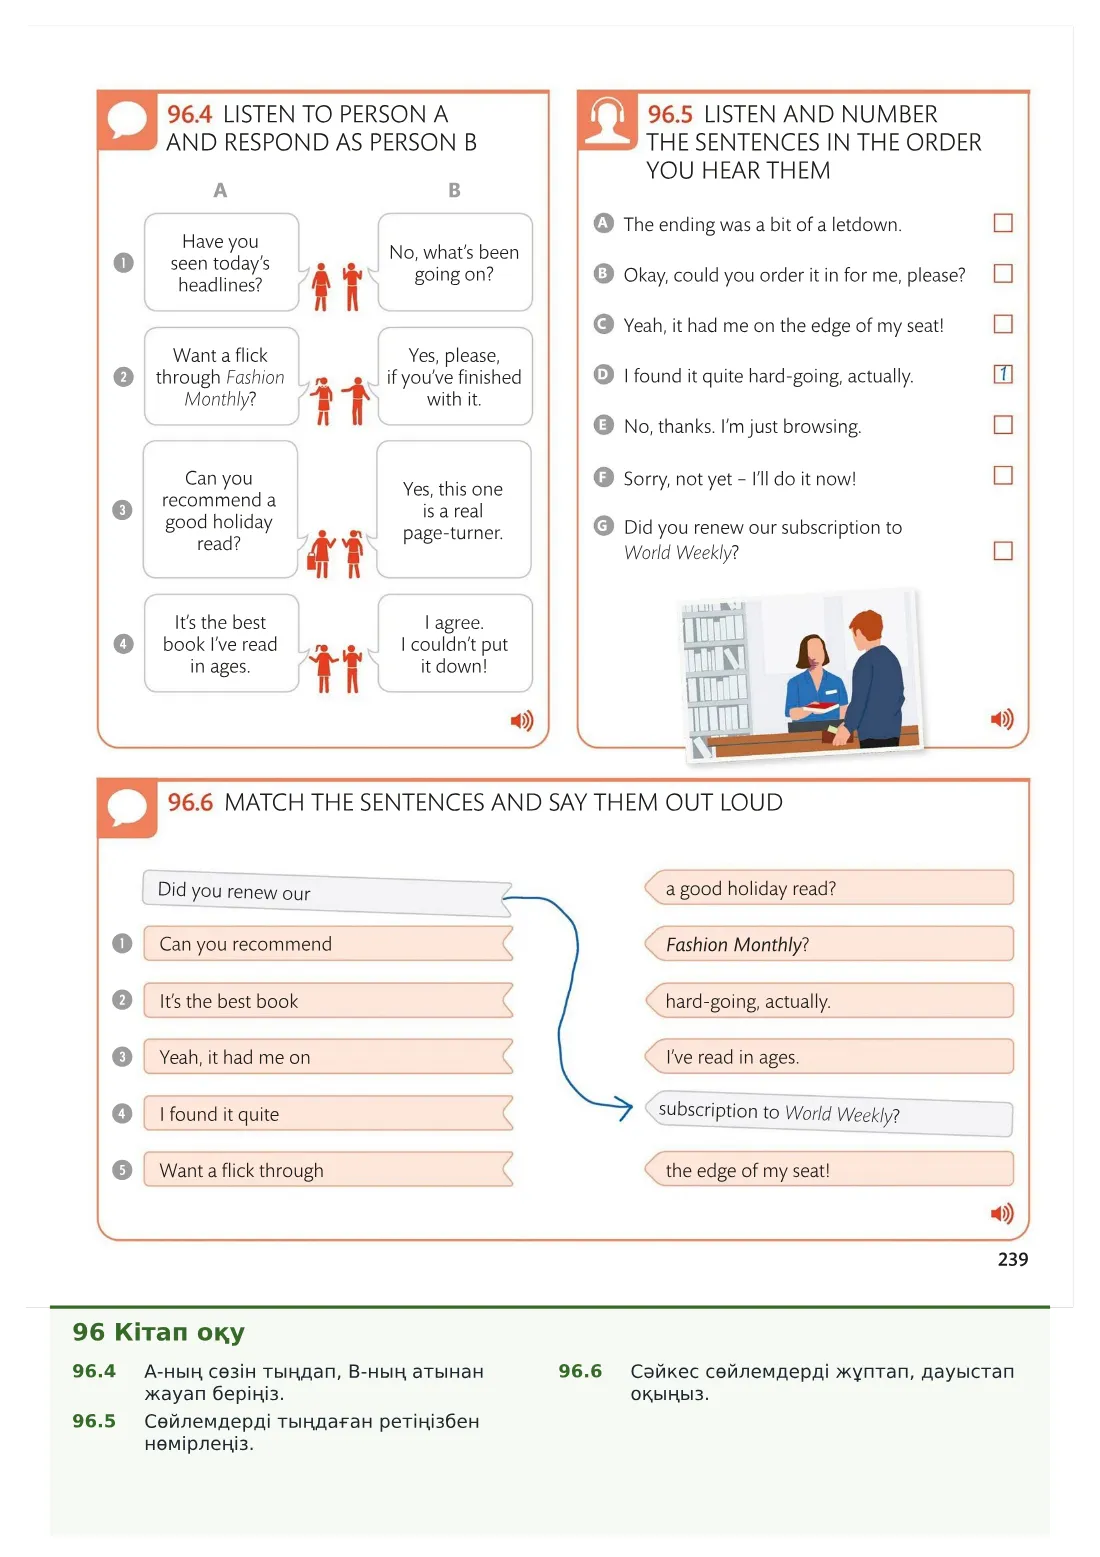 96.4 LISTEN TO PERSON A
AND RESPOND AS PERSON B
A
B
1
Have you
seen today's
headlines?
No, what's been
going on?
2
Want a flick
through Fashion
Monthly?
Yes, please,
if you've finished
with it.
3
Can you
recommend a
good holiday
read?
Yes, this one
is a real
page-turner.
4
It's the best
book I've read
in ages.
I agree.
I couldn't put
it down!
96.5 LISTEN AND NUMBER
THE SENTENCES IN THE ORDER
YOU HEAR THEM
A The ending was a bit of a letdown.
B Okay, could you order it in for me, please?
C Yeah, it had me on the edge of my seat!
D I found it quite hard-going, actually. 1
E No, thanks. I'm just browsing.
F Sorry, not yet – I'll do it now!
G Did you renew our subscription to
World Weekly?
96.6 MATCH THE SENTENCES AND SAY THEM OUT LOUD
Did you renew our
a good holiday read?
1 Can you recommend
Fashion Monthly?
2 It's the best book
hard-going, actually.
3 Yeah, it had me on
I've read in ages.
4 I found it quite
subscription to World Weekly?
5 Want a flick through
the edge of my seat!
239
96 Кітап оқу
96.4 А-ның сөзін тыңдап, В-ның атынан
жауап беріңіз.
96.5 Сөйлемдерді тыңдаған ретіңізбен
нөмірлеңіз.
96.6 Сәйкес сөйлемдерді жұптап, дауыстап
оқыңыз.